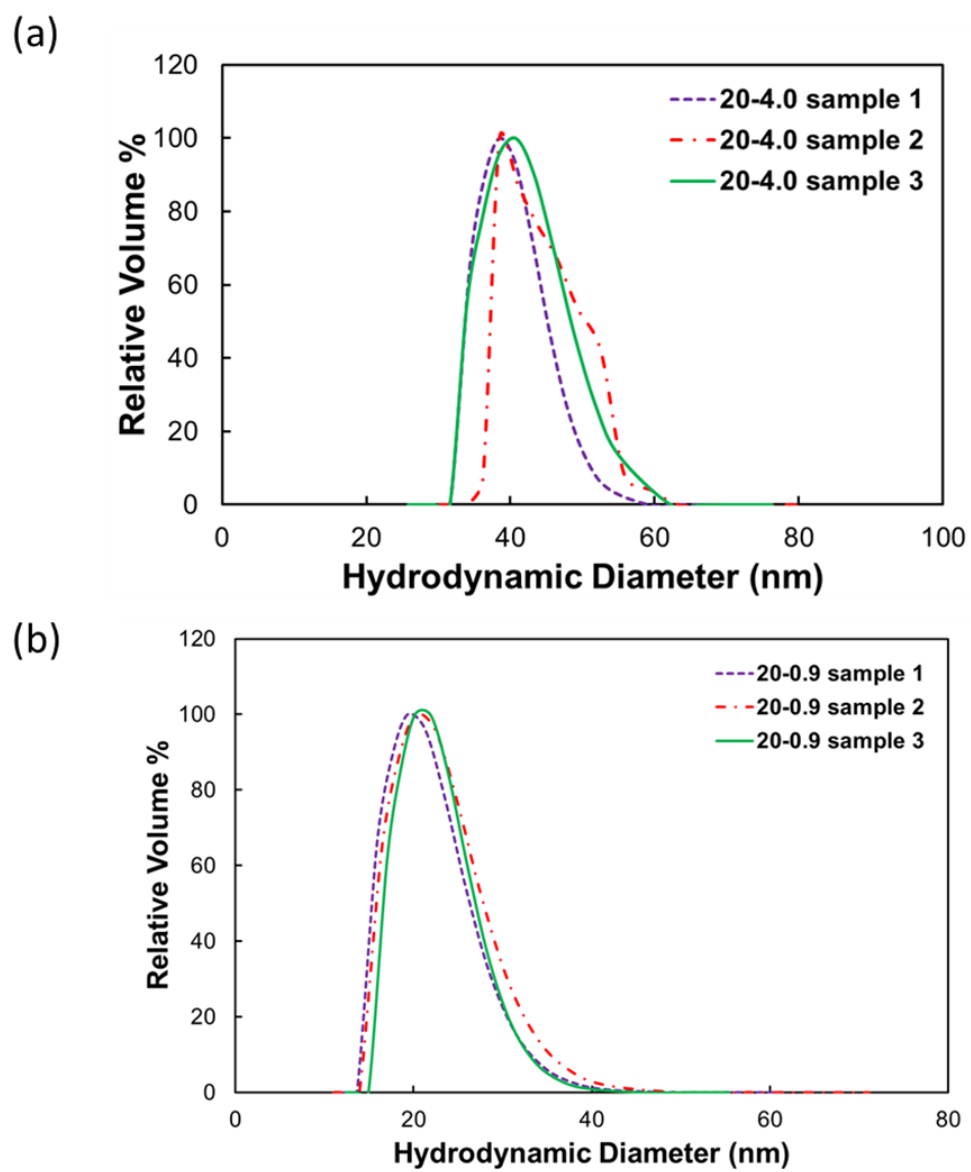 (a)
120
100
80
60
40
20
0
Relative Volume %
20-4.0 sample 1
20-4.0 sample 2
20-4.0 sample 3
0 20 40 60 80 100
Hydrodynamic Diameter (nm)
(b)
120
100
80
60
40
20
0
Relative Volume %
20-0.9 sample 1
20-0.9 sample 2
20-0.9 sample 3
0 20 40 60 80
Hydrodynamic Diameter (nm)